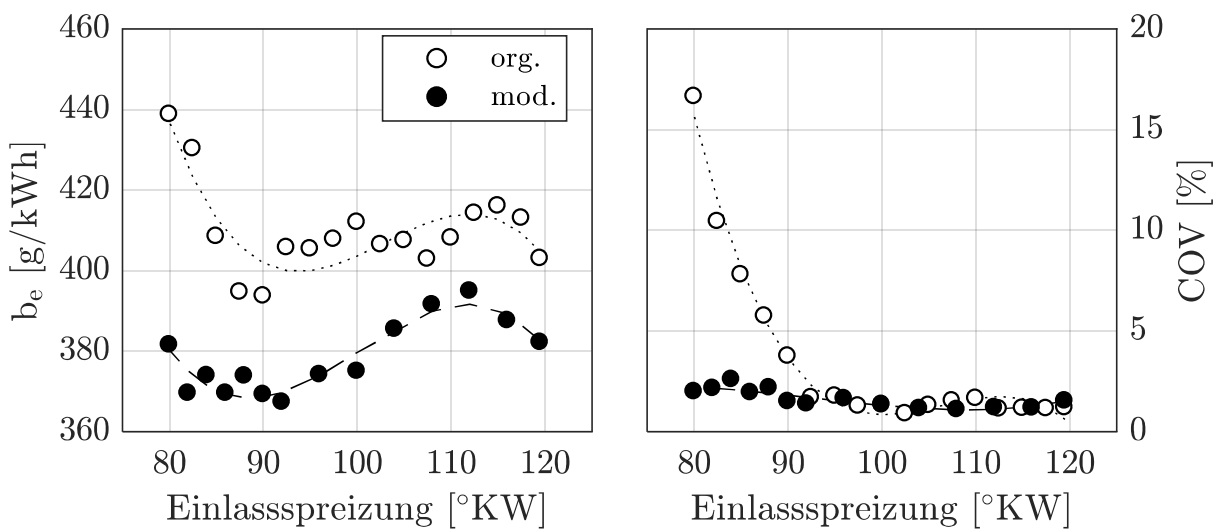 460
440
420
400
380
360
b_e [g/kWh]
org.
mod.
80 90 100 110 120
Einlassspreizung [°KW]
20
15
10
5
0
COV [%]
80 90 100 110 120
Einlassspreizung [°KW]